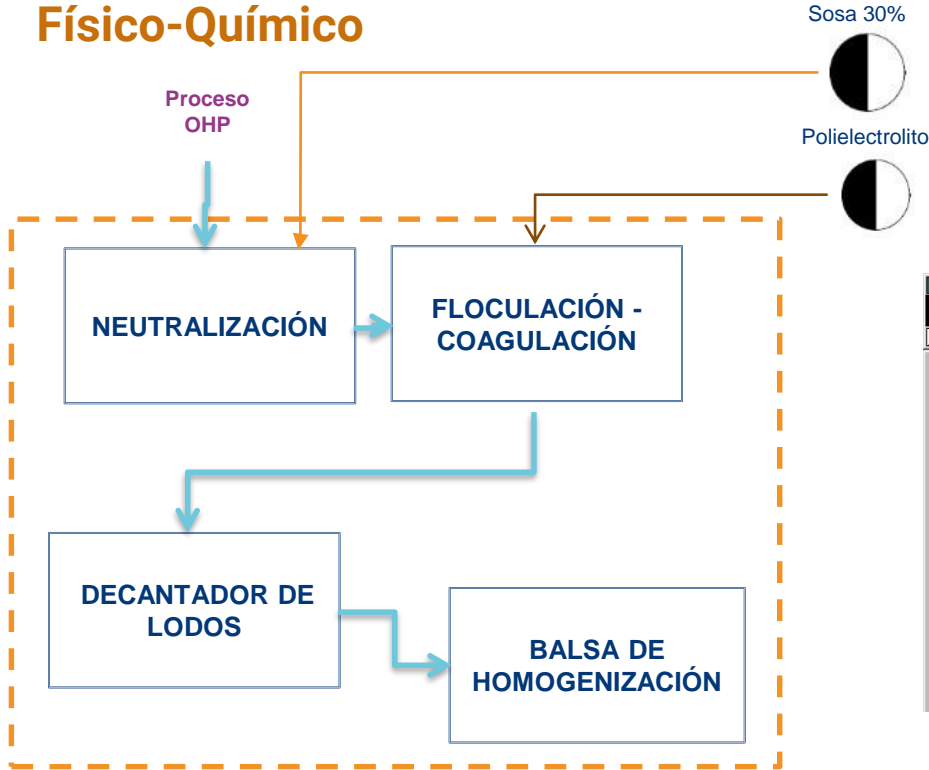 Físico-Químico
Sosa 30%
Proceso
OHP
Polielectrolito
NEUTRALIZACIÓN
FLOCULACIÓN -
COAGULACIÓN
DECANTADOR DE
LODOS
BALSA DE
HOMOGENIZACIÓN